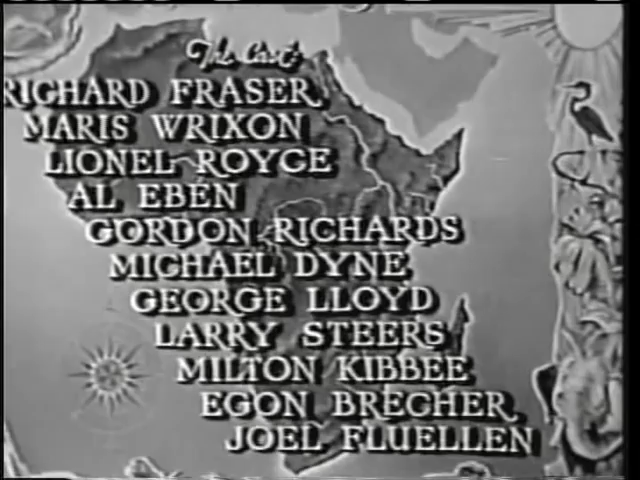 The Cast
RICHARD FRASER
MARIS WRIXON
LIONEL ROYCE
AL EBEN
GORDON RICHARDS
MICHAEL DYNE
GEORGE LLOYD
LARRY STEERS
MILTON KIBBEE
EGON BRECHER
JOEL FLUELLEN